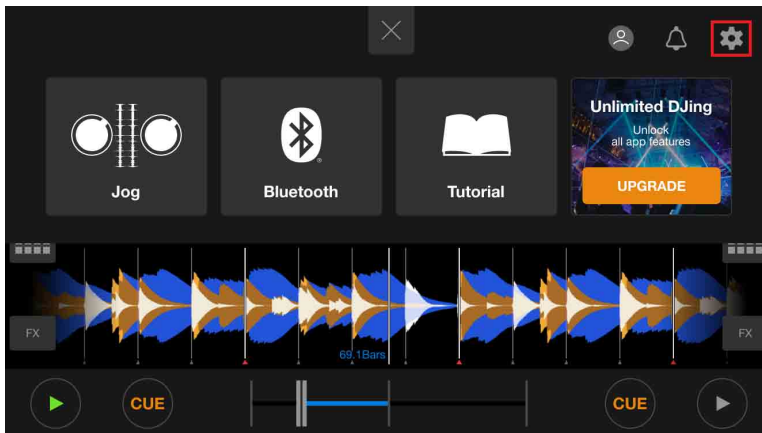 Jog
Bluetooth
Tutorial
Unlimited DJing
Unlock
all app features
UPGRADE
FX
69.1Bars
FX
CUE
CUE